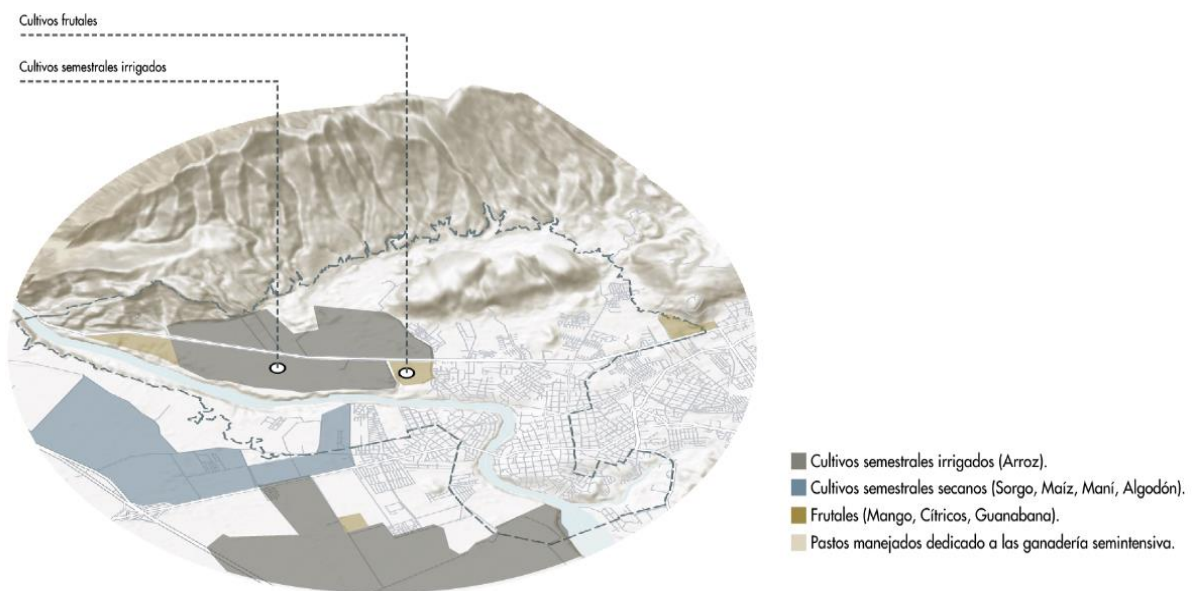 Cultivos frutales
Cultivos semestrales irrigados
Cultivos semestrales irrigados (Arroz).
Cultivos semestrales secanos (Sorgo, Maíz, Maní, Algodón).
Frutales (Mango, Cítricos, Guanabana).
Pastos manejados dedicado a las ganadería semintensiva.